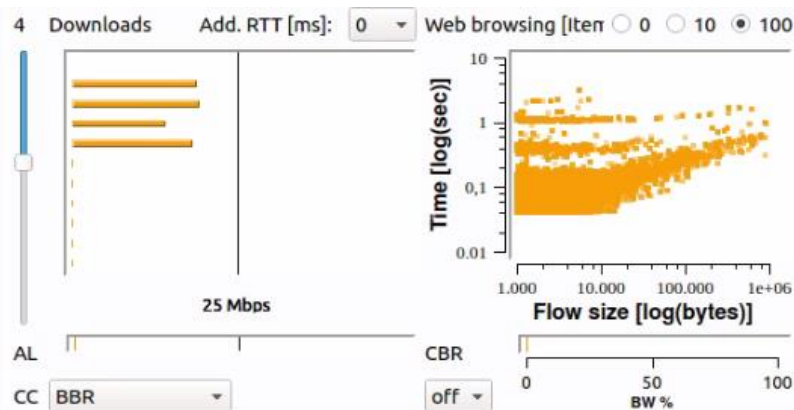 4 Downloads Add. RTT [ms]: 0 Web browsing [Iten 0 10 100
Time [log(sec)]
10
1
0,1
0.01
25 Mbps
1.000 10.000 100.000 1e+06
Flow size [log(bytes)]
AL CBR
0 50 100
BW %
CC BBR off